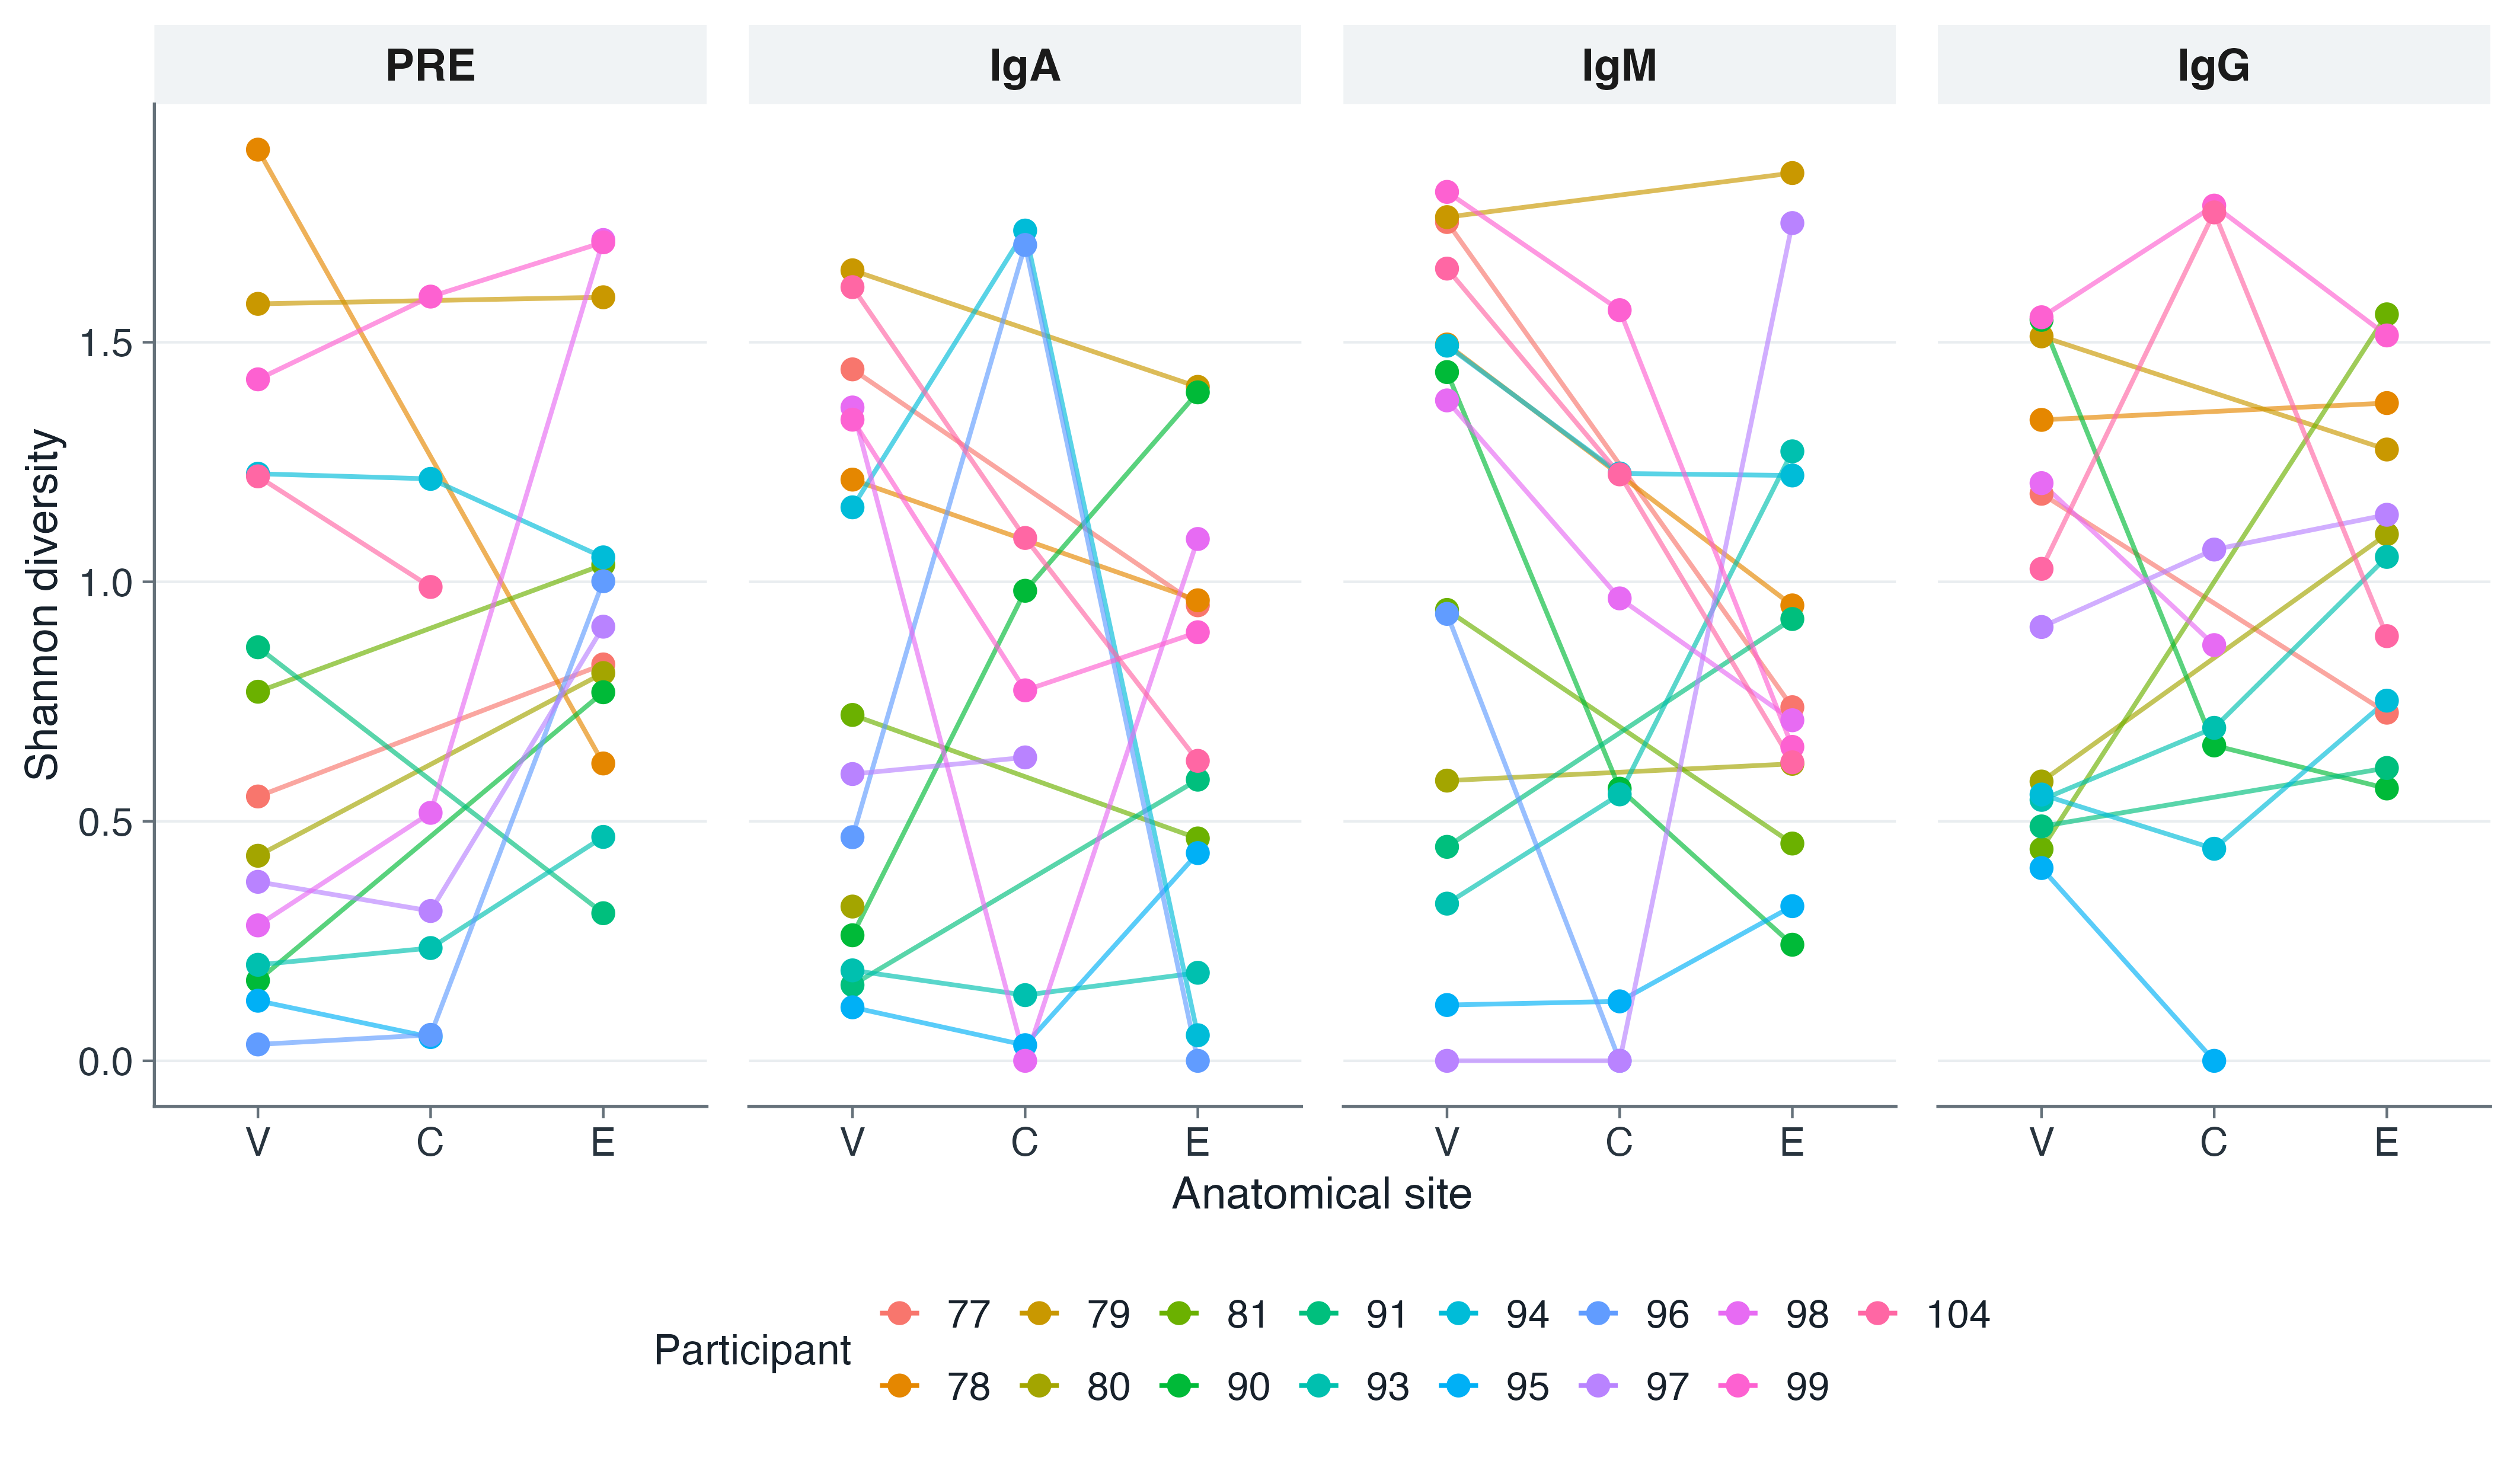 PRE IgA IgM IgG
Shannon diversity
1.5
1.0
0.5
0.0
V C E V C E V C E V C E
Anatomical site
Participant
77 79 81 91 94 96 98 104
78 80 90 93 95 97 99